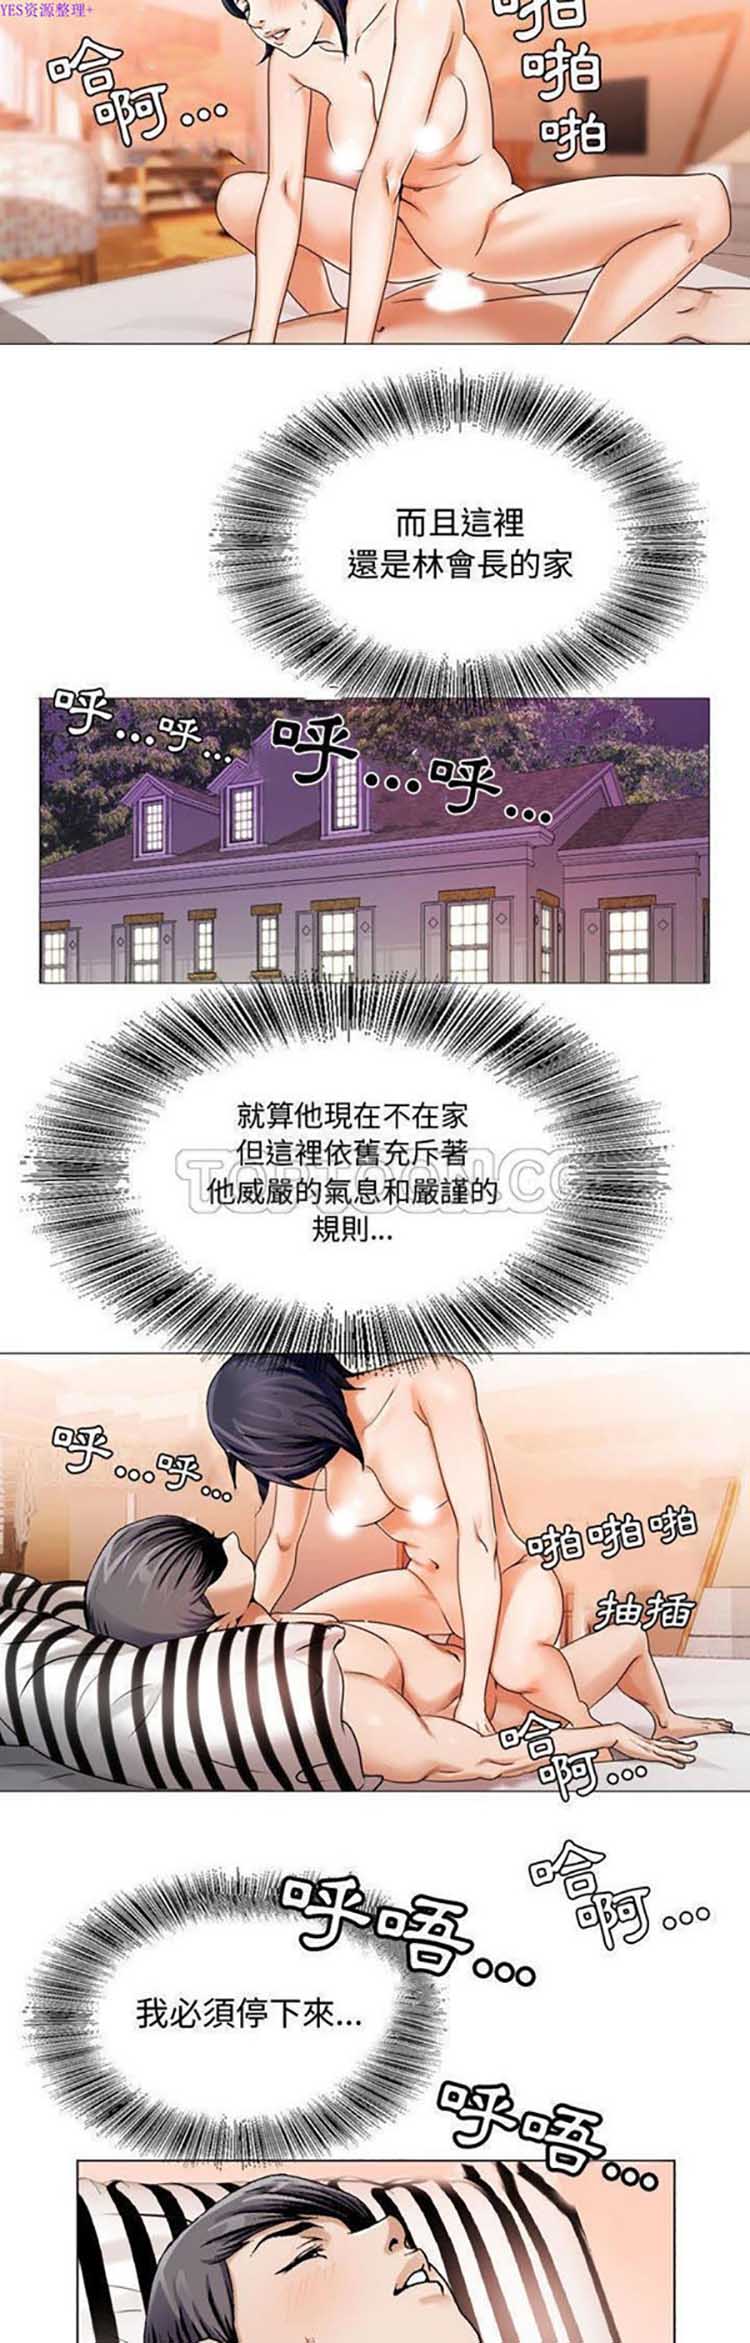 YES资源整理+
啪
啪
啪
哈
啊…
而且這裡
還是林會長的家
呼…呼…
呼…呼…
就算他現在不在家
但這裡依舊充斥著
他威嚴的氣息和嚴謹的
規則...
TOPTOON.CO
呼…呼…
啪啪啪
抽插
哈
啊…
哈
啊…
呼唔…
我必須停下來...
呼唔…